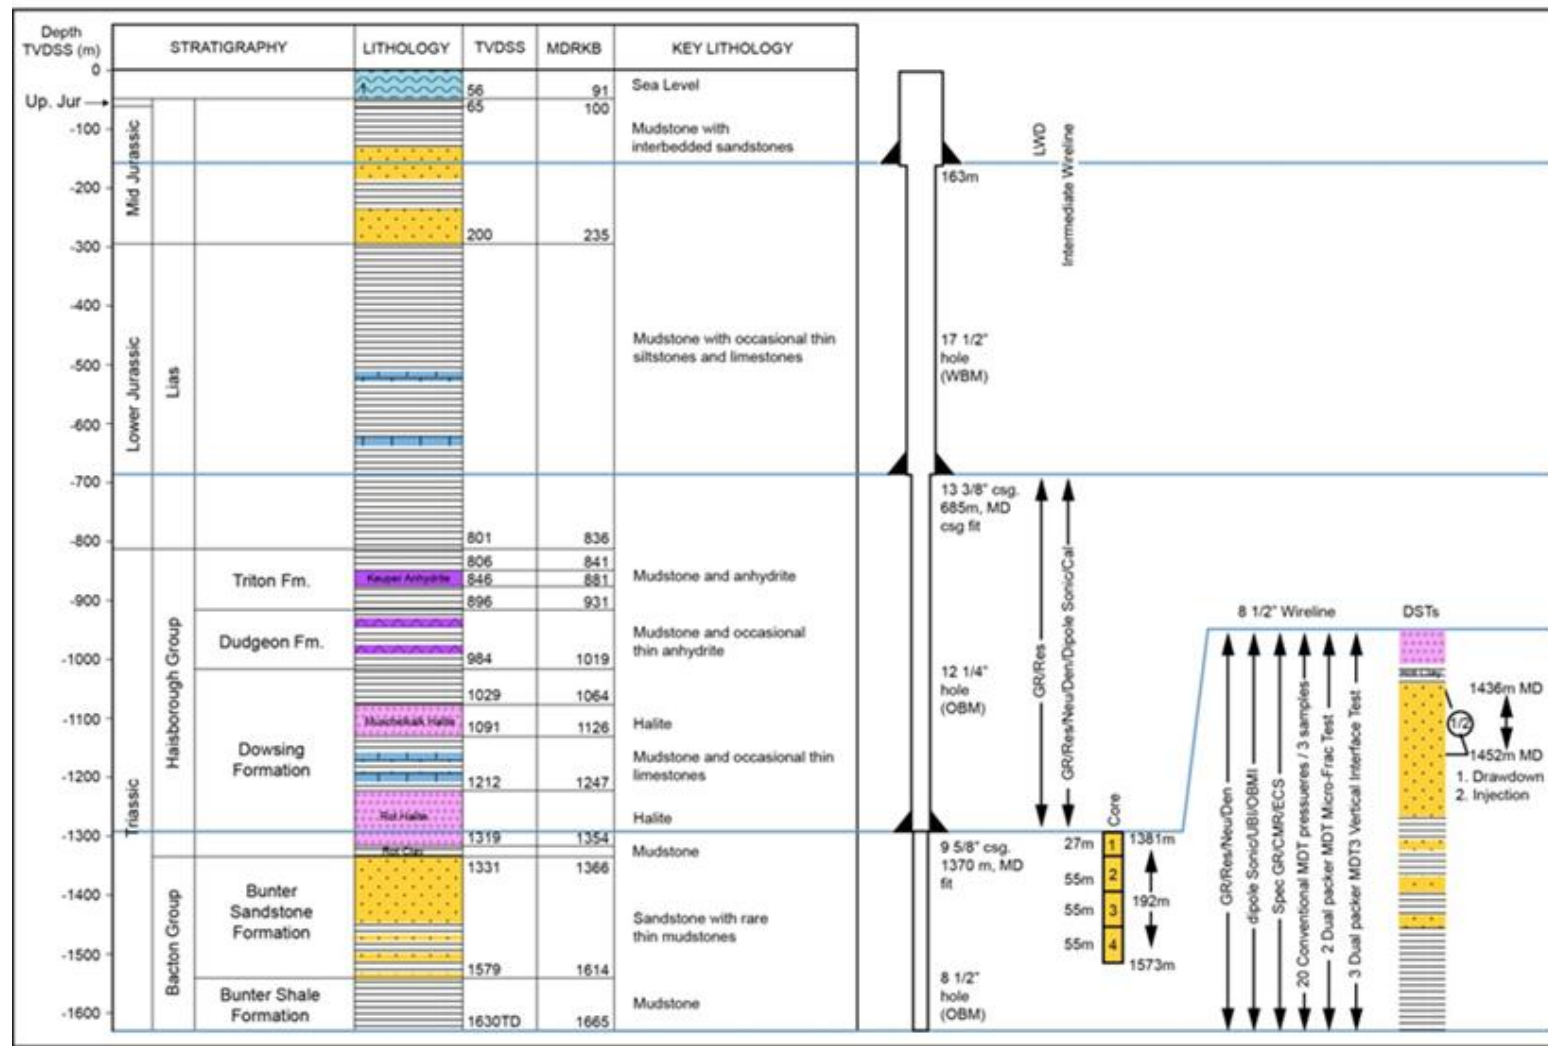 Depth
TVDSS (m)
STRATIGRAPHY
LITHOLOGY
TVDSS
MDRKB
KEY LITHOLOGY
0
Up. Jur
-100
-200
-300
-400
-500
-600
-700
-800
-900
-1000
-1100
-1200
-1300
-1400
-1500
-1600
Mid Jurassic
Lower Jurassic
Triassic
Lias
Haisborough Group
Bacton Group
Triton Fm.
Dudgeon Fm.
Dowsing
Formation
Bunter
Sandstone
Formation
Bunter Shale
Formation
Keuper Anhydrite
Muschelkalk Halite
Rot Halite
Rot Clay
56 91
65 100
200 235
801 836
806 841
846 881
896 931
984 1019
1029 1064
1091 1126
1212 1247
1319 1354
1331 1366
1579 1614
1630TD 1665
Sea Level
Mudstone with
interbedded sandstones
Mudstone with occasional thin
siltstones and limestones
Mudstone and anhydrite
Mudstone and occasional
thin anhydrite
Halite
Mudstone and occasional thin
limestones
Halite
Mudstone
Sandstone with rare
thin mudstones
Mudstone
163m
17 1/2"
hole
(WBM)
13 3/8" csg.
685m, MD
csg fit
12 1/4"
hole
(OBM)
9 5/8" csg.
1370 m, MD
fit
8 1/2"
hole
(OBM)
LWD
Intermediate Wireline
GR/Res
GR/Res/Neu/Den/Dipole Sonic/Cal
Core
27m
1
1381m
55m
2
192m
55m
3
55m
4
1573m
8 1/2" Wireline
GR/Res/Neu/Den
dipole Sonic/UBI/OBMI
Spec GR/CMR/ECS
20 Conventional MDT pressueres / 3 samples
2 Dual packer MDT Micro-Frac Test
3 Dual packer MDT3 Vertical Interface Test
DSTs
Rot Clay
1436m MD
1/2
1452m MD
1. Drawdown
2. Injection